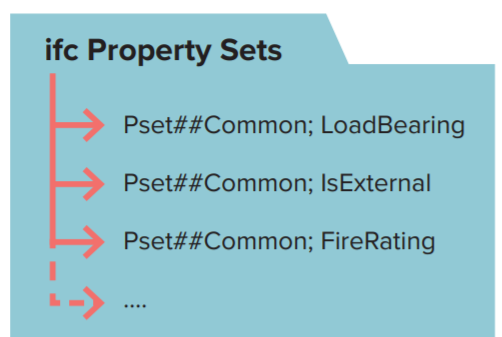 ifc Property Sets
Pset##Common; LoadBearing
Pset##Common; IsExternal
Pset##Common; FireRating
....